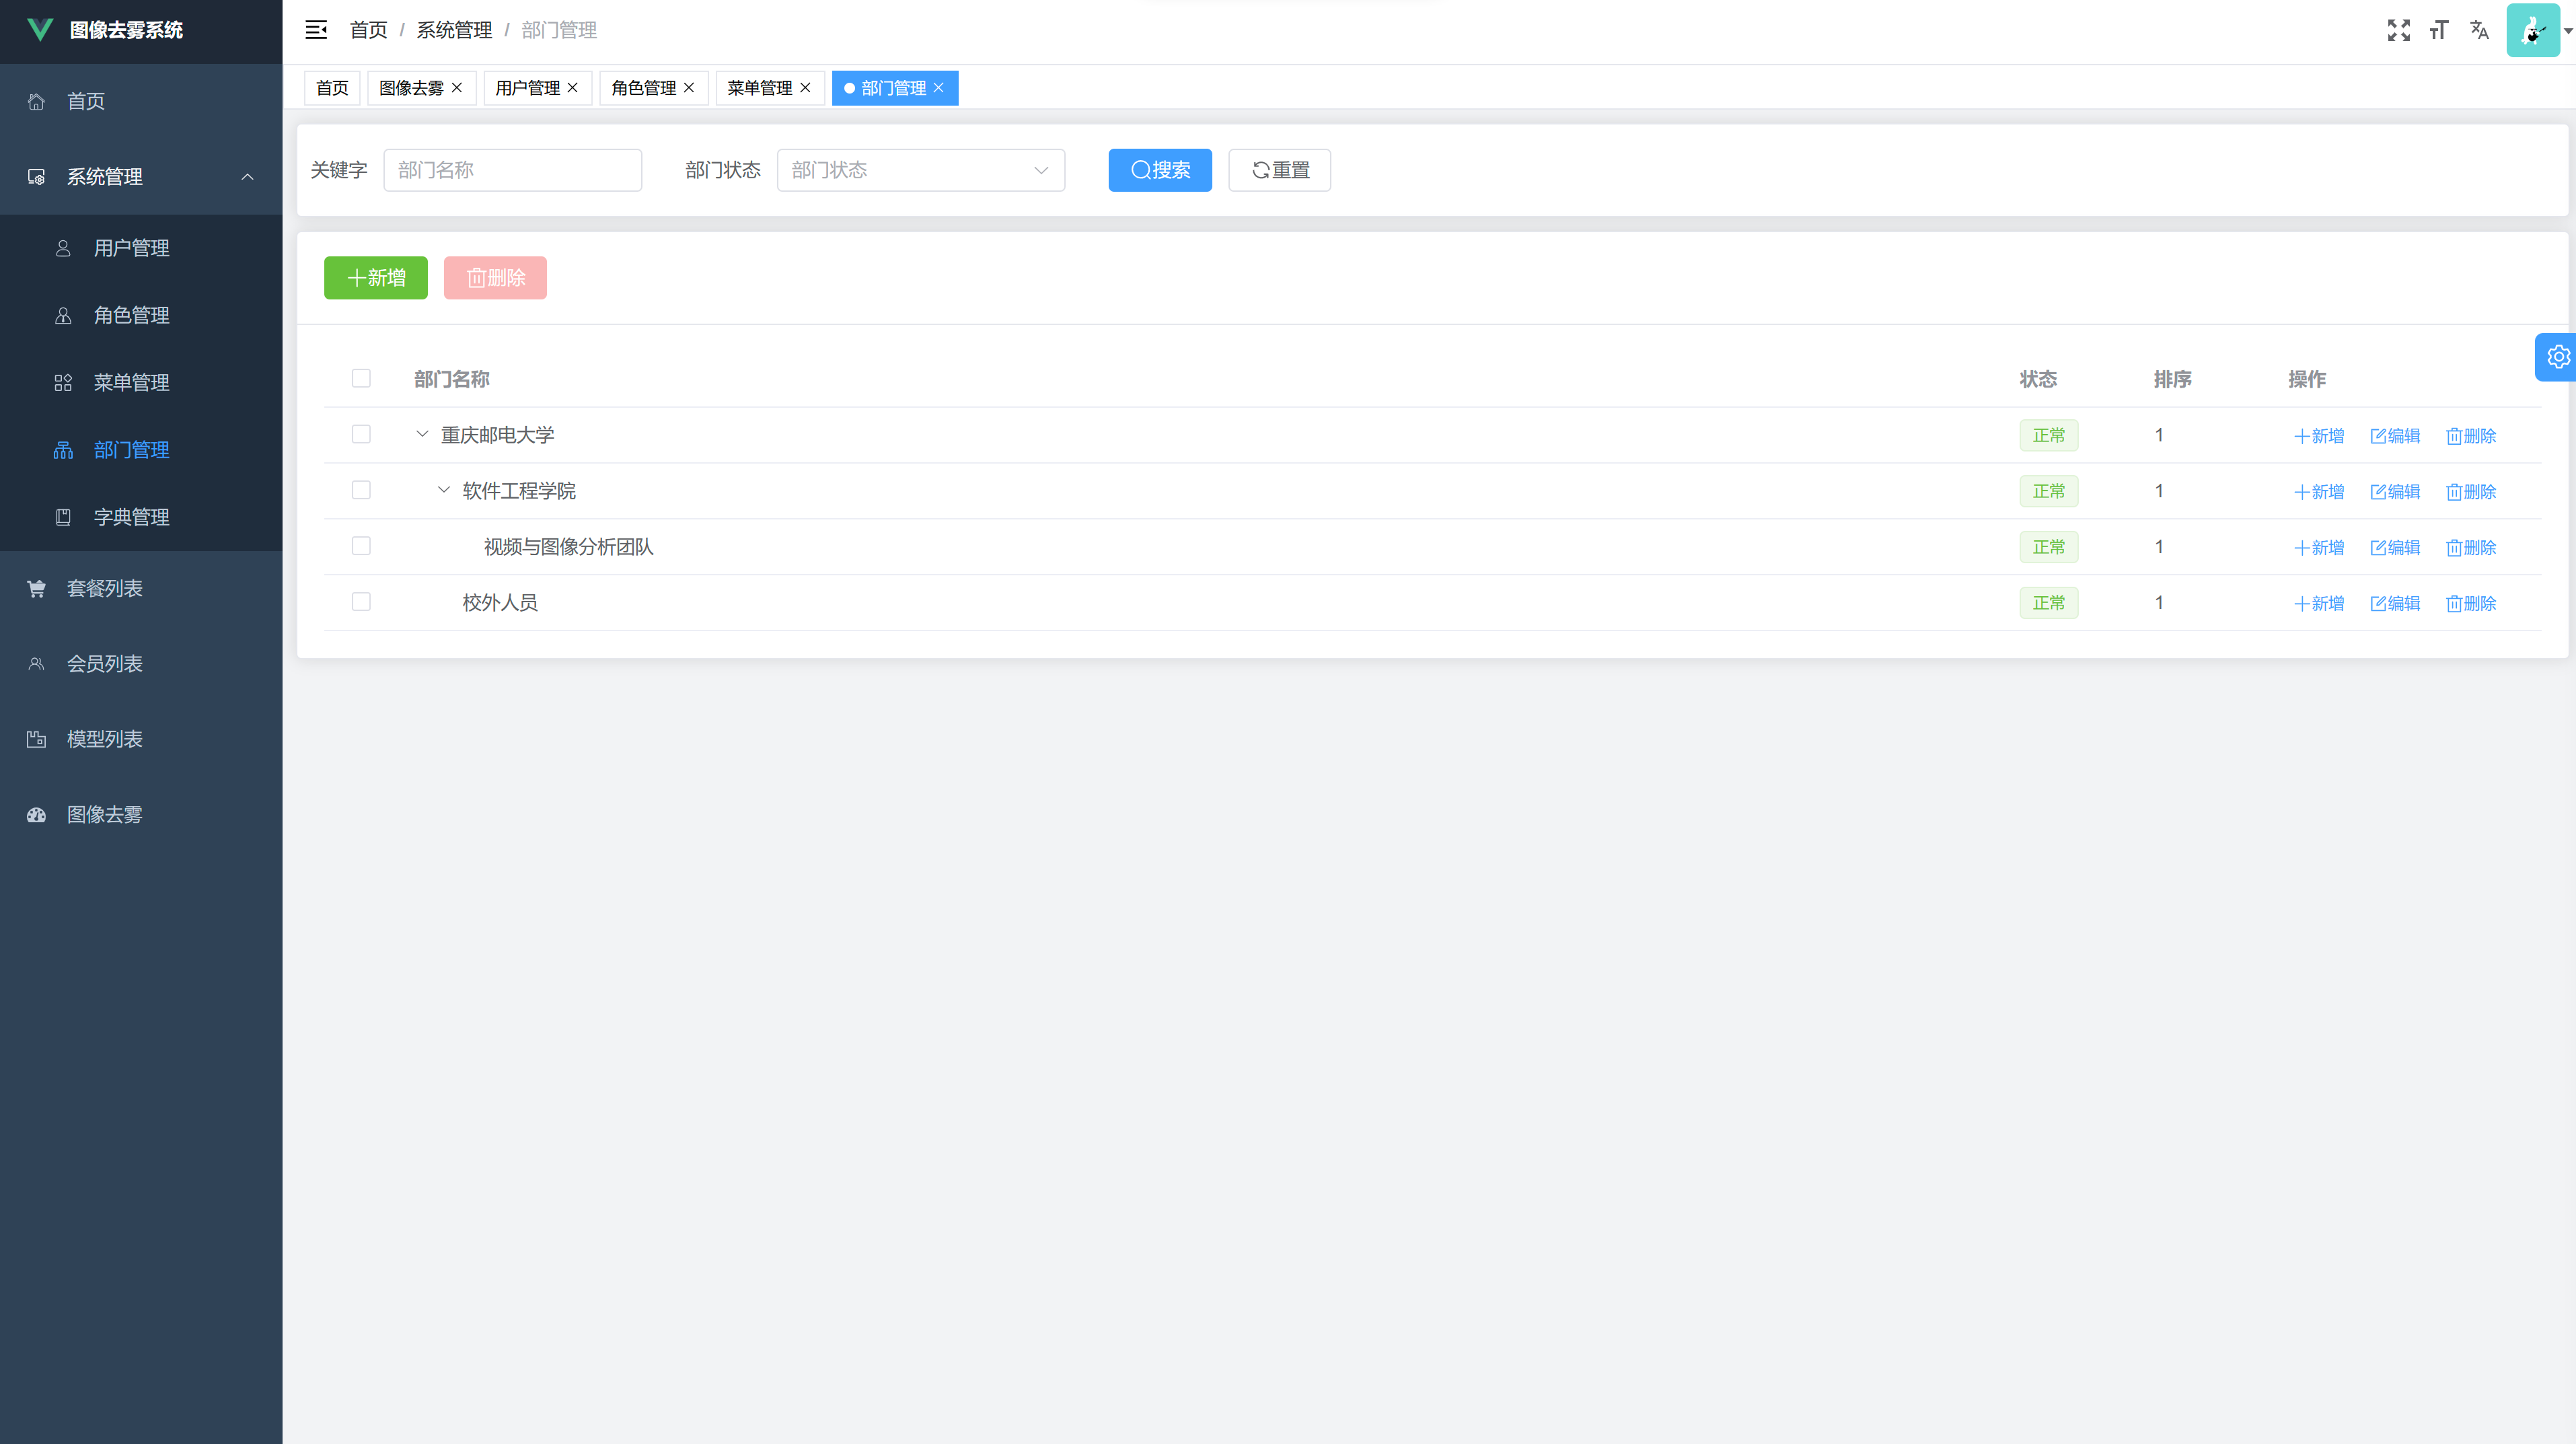 图像去雾系统
首页 / 系统管理 / 部门管理
首页 图像去雾 用户管理 角色管理 菜单管理 部门管理
首页
系统管理
用户管理
角色管理
菜单管理
部门管理
字典管理
套餐列表
会员列表
模型列表
图像去雾
关键字 部门名称 部门状态 部门状态 搜索 重置
新增 删除
部门名称 状态 排序 操作
重庆邮电大学 正常 1 新增 编辑 删除
软件工程学院 正常 1 新增 编辑 删除
视频与图像分析团队 正常 1 新增 编辑 删除
校外人员 正常 1 新增 编辑 删除